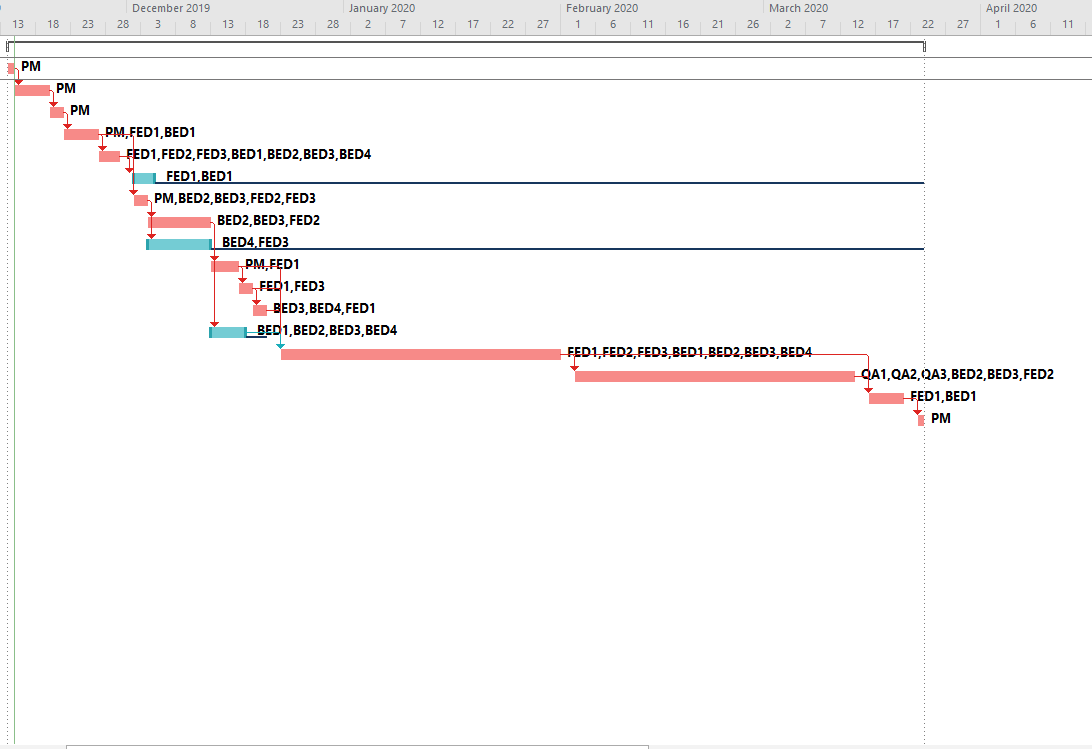 December 2019 January 2020 February 2020 March 2020 April 2020
13 18 23 28 3 8 13 18 23 28 2 7 12 17 22 27 1 6 11 16 21 26 2 7 12 17 22 27 1 6 11
PM
PM
PM
PM,FED1,BED1
FED1,FED2,FED3,BED1,BED2,BED3,BED4
FED1,BED1
PM,BED2,BED3,FED2,FED3
BED2,BED3,FED2
BED4,FED3
PM,FED1
FED1,FED3
BED3,BED4,FED1
BED1,BED2,BED3,BED4
FED1,FED2,FED3,BED1,BED2,BED3,BED4
QA1,QA2,QA3,BED2,BED3,FED2
FED1,BED1
PM